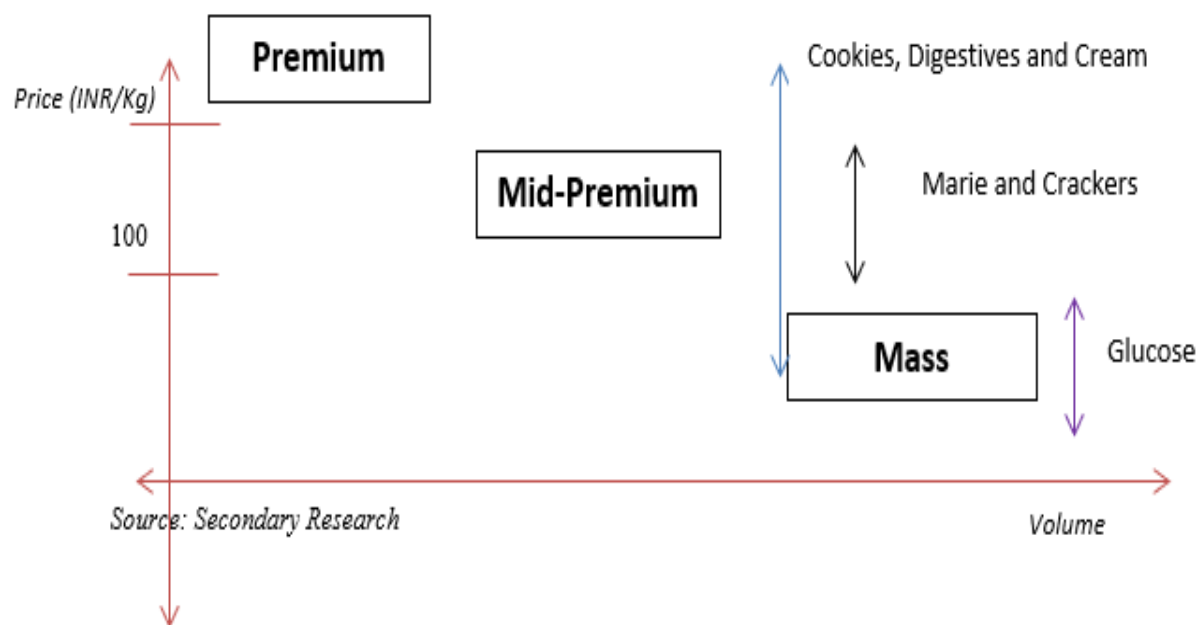 Premium
Cookies, Digestives and Cream
Price (INR/Kg)
Mid-Premium
Marie and Crackers
100
Mass
Glucose
Source: Secondary Research
Volume